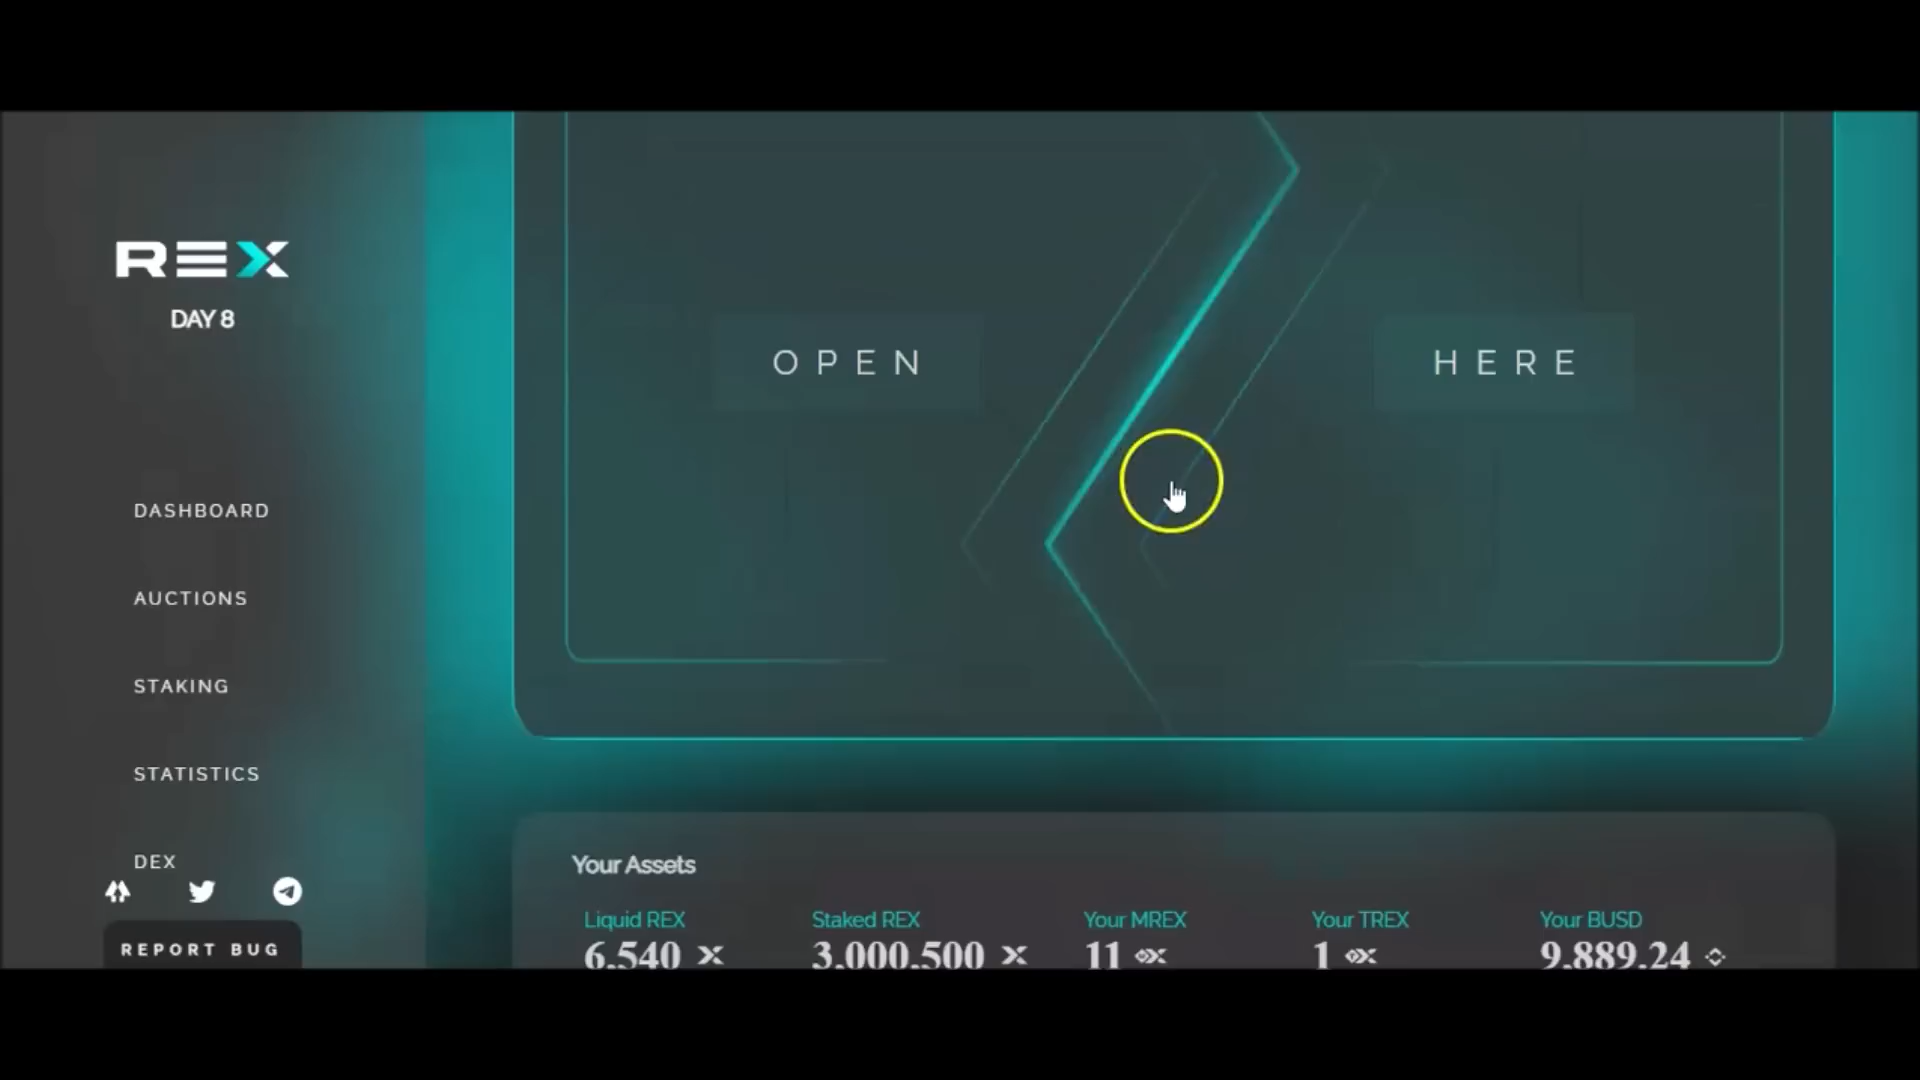 REX
DAY 8
DASHBOARD
AUCTIONS
STAKING
STATISTICS
DEX
REPORT BUG
OPEN
HERE
Your Assets
Liquid REX
Staked REX
Your MREX
Your TREX
Your BUSD
6,540
3,000,500
11
1
9,889.24